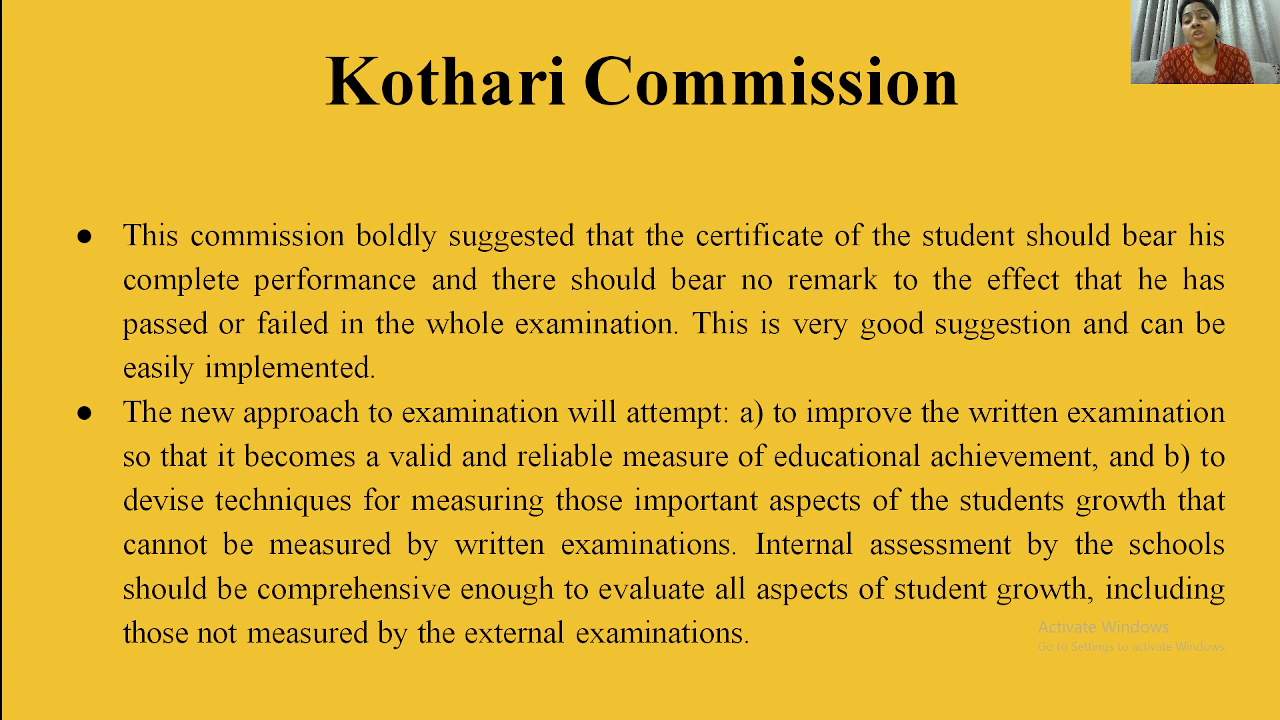 Kothari Commission
● This commission boldly suggested that the certificate of the student should bear his
complete performance and there should bear no remark to the effect that he has
passed or failed in the whole examination. This is very good suggestion and can be
easily implemented.
● The new approach to examination will attempt: a) to improve the written examination
so that it becomes a valid and reliable measure of educational achievement, and b) to
devise techniques for measuring those important aspects of the students growth that
cannot be measured by written examinations. Internal assessment by the schools
should be comprehensive enough to evaluate all aspects of student growth, including
those not measured by the external examinations.
Activate Windows
Go to Settings to activate Windows.